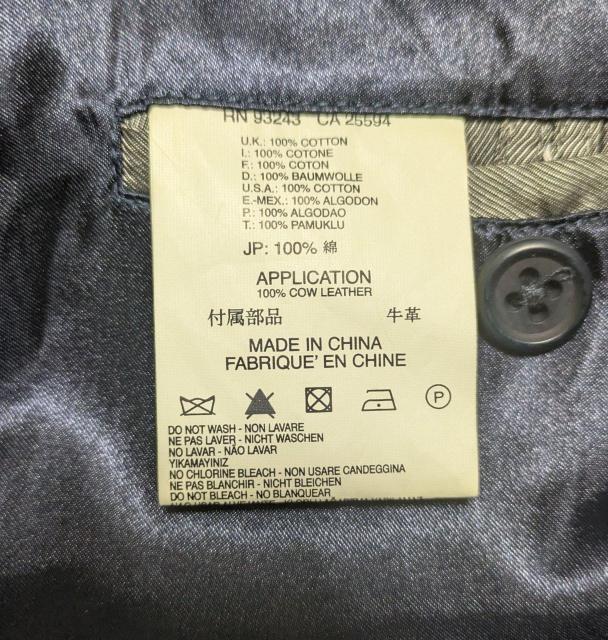 RN 93243 CA 25594
U.K.: 100% COTTON
I.: 100% COTONE
F.: 100% COTON
D.: 100% BAUMWOLLE
U.S.A.: 100% COTTON
E.-MEX.: 100% ALGODON
P.: 100% ALGODAO
T.: 100% PAMUKLU
JP: 100% 綿
APPLICATION
100% COW LEATHER
付属部品 牛革
MADE IN CHINA
FABRIQUE' EN CHINE
P
DO NOT WASH - NON LAVARE
NE PAS LAVER - NICHT WASCHEN
NO LAVAR - NÃO LAVAR
YIKAMAYINIZ
NO CHLORINE BLEACH - NON USARE CANDEGGINA
NE PAS BLANCHIR - NICHT BLEICHEN
DO NOT BLEACH - NO BLANQUEAR